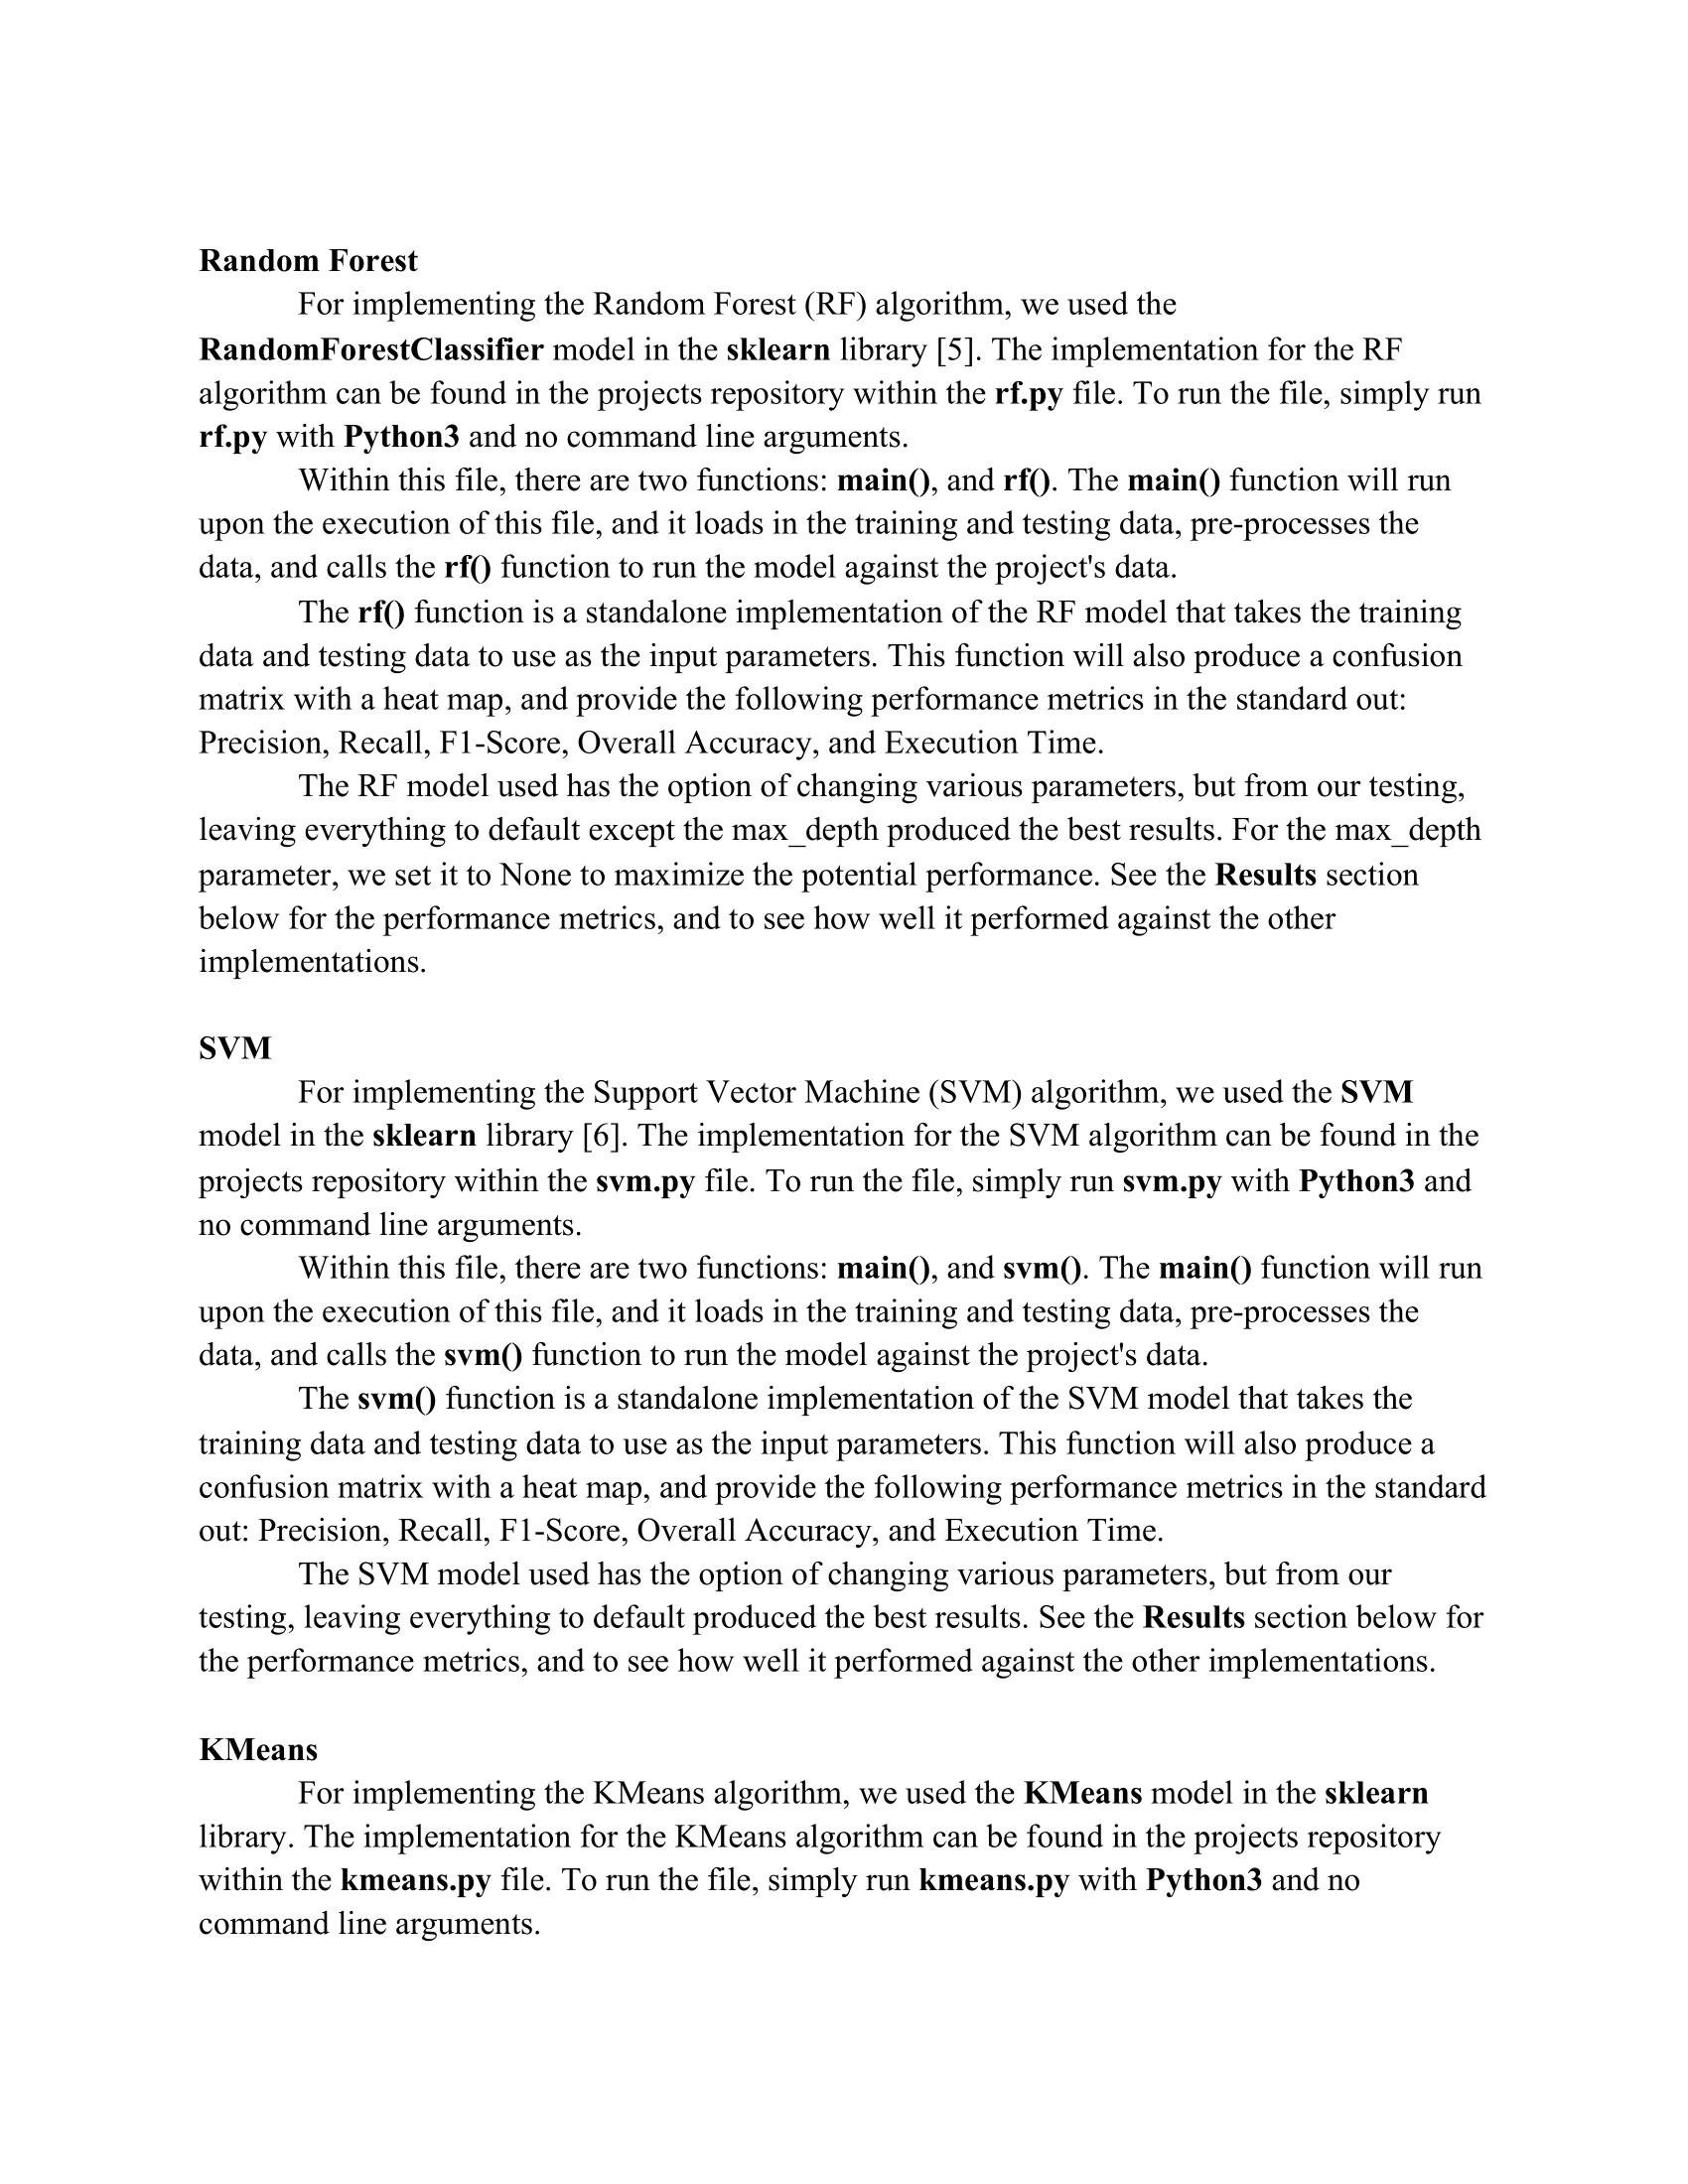 Random Forest
For implementing the Random Forest (RF) algorithm, we used the
RandomForestClassifier model in the sklearn library [5]. The implementation for the RF
algorithm can be found in the projects repository within the rf.py file. To run the file, simply run
rf.py with Python3 and no command line arguments.
Within this file, there are two functions: main(), and rf(). The main() function will run
upon the execution of this file, and it loads in the training and testing data, pre-processes the
data, and calls the rf() function to run the model against the project's data.
The rf() function is a standalone implementation of the RF model that takes the training
data and testing data to use as the input parameters. This function will also produce a confusion
matrix with a heat map, and provide the following performance metrics in the standard out:
Precision, Recall, F1-Score, Overall Accuracy, and Execution Time.
The RF model used has the option of changing various parameters, but from our testing,
leaving everything to default except the max_depth produced the best results. For the max_depth
parameter, we set it to None to maximize the potential performance. See the Results section
below for the performance metrics, and to see how well it performed against the other
implementations.
SVM
For implementing the Support Vector Machine (SVM) algorithm, we used the SVM
model in the sklearn library [6]. The implementation for the SVM algorithm can be found in the
projects repository within the svm.py file. To run the file, simply run svm.py with Python3 and
no command line arguments.
Within this file, there are two functions: main(), and svm(). The main() function will run
upon the execution of this file, and it loads in the training and testing data, pre-processes the
data, and calls the svm() function to run the model against the project's data.
The svm() function is a standalone implementation of the SVM model that takes the
training data and testing data to use as the input parameters. This function will also produce a
confusion matrix with a heat map, and provide the following performance metrics in the standard
out: Precision, Recall, F1-Score, Overall Accuracy, and Execution Time.
The SVM model used has the option of changing various parameters, but from our
testing, leaving everything to default produced the best results. See the Results section below for
the performance metrics, and to see how well it performed against the other implementations.
KMeans
For implementing the KMeans algorithm, we used the KMeans model in the sklearn
library. The implementation for the KMeans algorithm can be found in the projects repository
within the kmeans.py file. To run the file, simply run kmeans.py with Python3 and no
command line arguments.